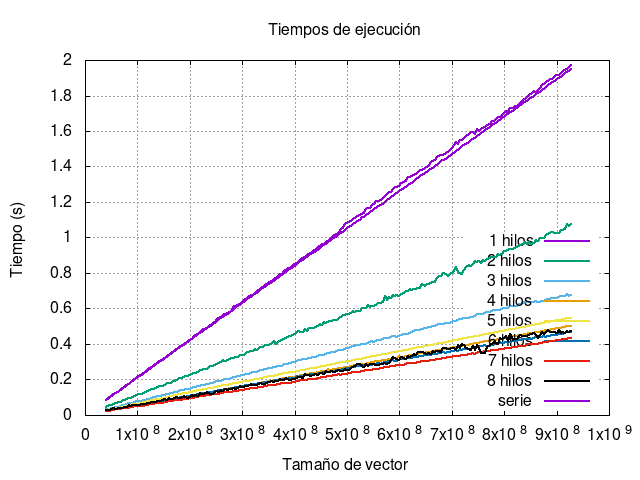 Tiempos de ejecución
Tiempo (s)
2
1.8
1.6
1.4
1.2
1
0.8
0.6
0.4
0.2
0
1 hilos
2 hilos
3 hilos
4 hilos
5 hilos
6 hilos
7 hilos
8 hilos
serie
0 1x10 8 2x10 8 3x10 8 4x10 8 5x10 8 6x10 8 7x10 8 8x10 8 9x10 8 1x10 9
Tamaño de vector